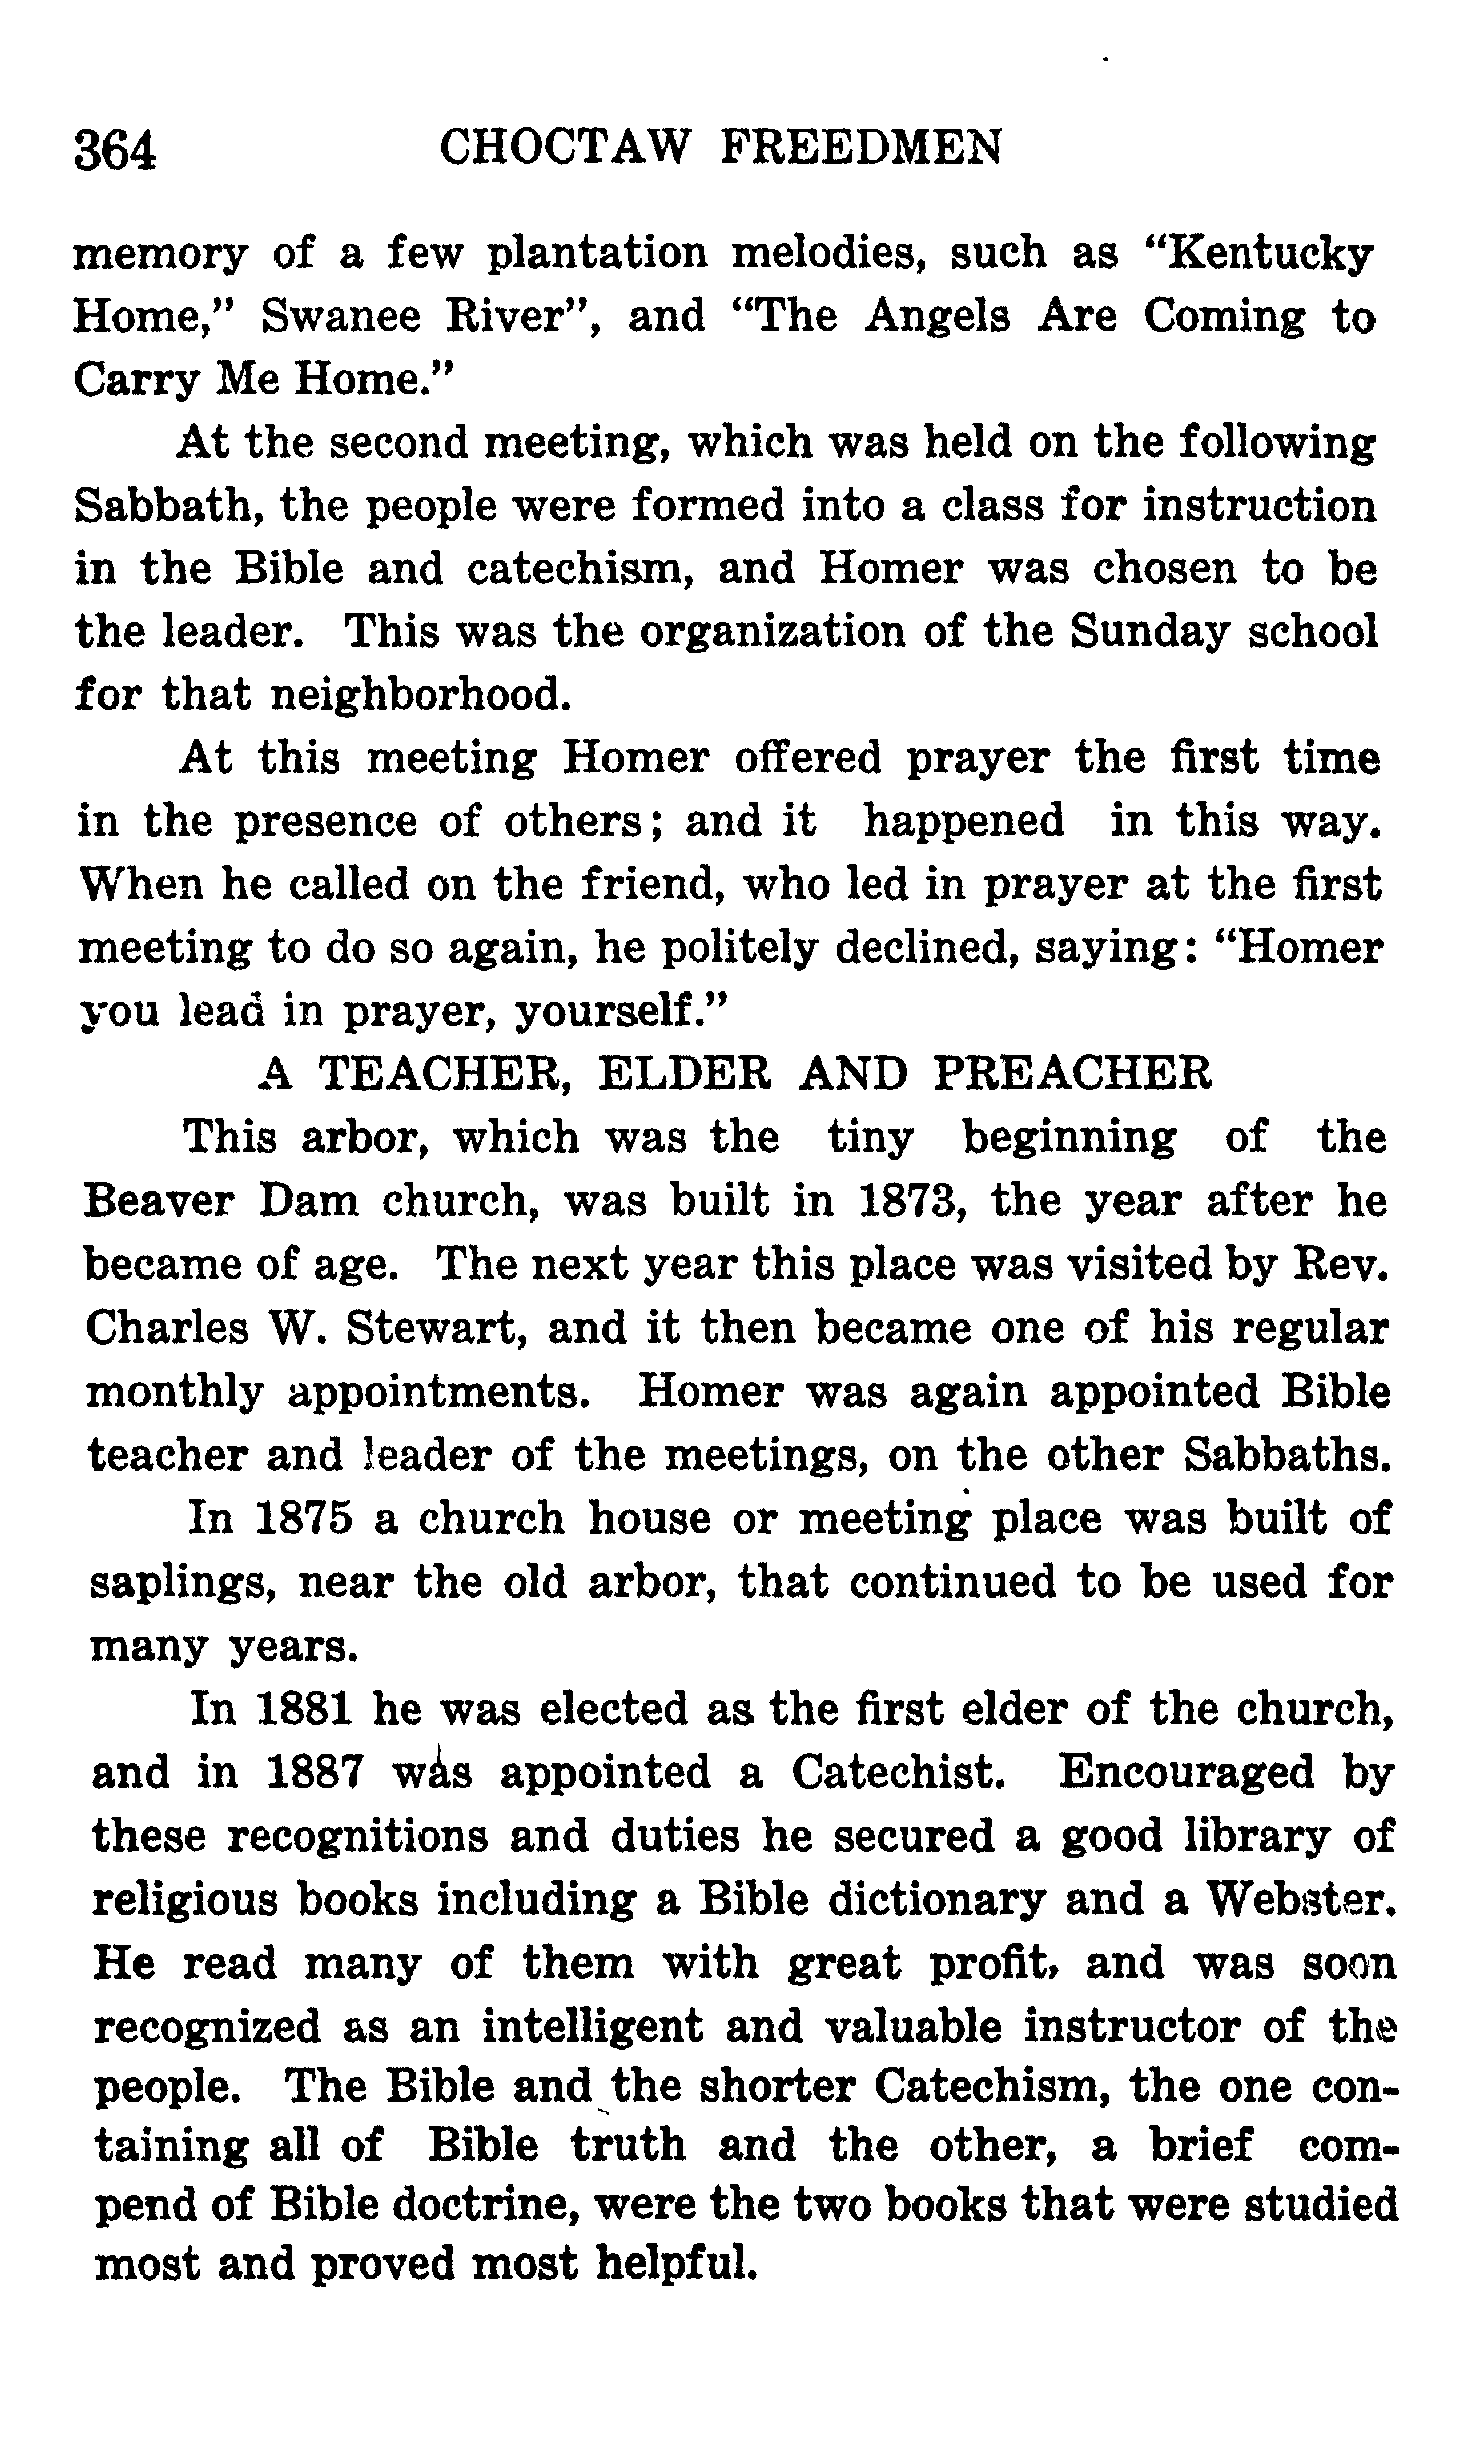 364 CHOCTAW FREEDMEN
memory of a few plantation melodies, such as “Kentucky
Home,” Swanee River”, and “The Angels Are Coming to
Carry Me Home.”
At the second meeting, which was held on the following
Sabbath, the people were formed into a class for instruction
in the Bible and catechism, and Homer was chosen to be
the leader. This was the organization of the Sunday school
for that neighborhood.
At this meeting Homer offered prayer the first time
in the presence of others; and it happened in this way.
When he called on the friend, who led in prayer at the first
meeting to do so again, he politely declined, saying: “Homer
you lead in prayer, yourself.”
A TEACHER, ELDER AND PREACHER
This arbor, which was the tiny beginning of the
Beaver Dam church, was built in 1873, the year after he
became of age. The next year this place was visited by Rev.
Charles W. Stewart, and it then became one of his regular
monthly appointments. Homer was again appointed Bible
teacher and leader of the meetings, on the other Sabbaths.
In 1875 a church house or meeting place was built of
saplings, near the old arbor, that continued to be used for
many years.
In 1881 he was elected as the first elder of the church,
and in 1887 was appointed a Catechist. Encouraged by
these recognitions and duties he secured a good library of
religious books including a Bible dictionary and a Webster.
He read many of them with great profit, and was soon
recognized as an intelligent and valuable instructor of the
people. The Bible and the shorter Catechism, the one con-
taining all of Bible truth and the other, a brief com-
pend of Bible doctrine, were the two books that were studied
most and proved most helpful.